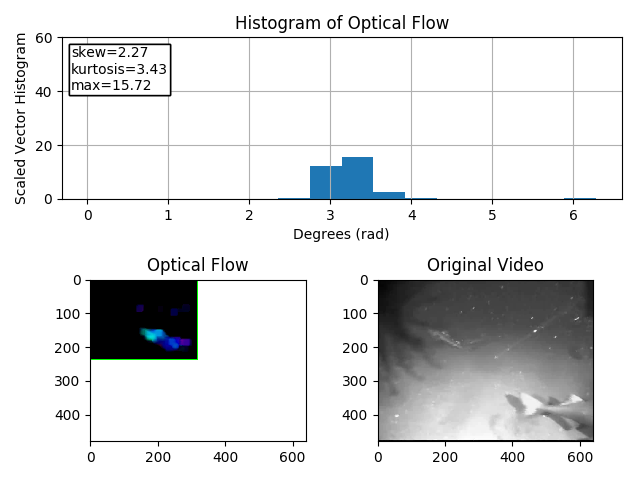 Histogram of Optical Flow
60
40
20
0
Scaled Vector Histogram
skew=2.27
kurtosis=3.43
max=15.72
0 1 2 3 4 5 6
Degrees (rad)
Optical Flow
0
100
200
300
400
0 200 400 600
Original Video
0
100
200
300
400
0 200 400 600